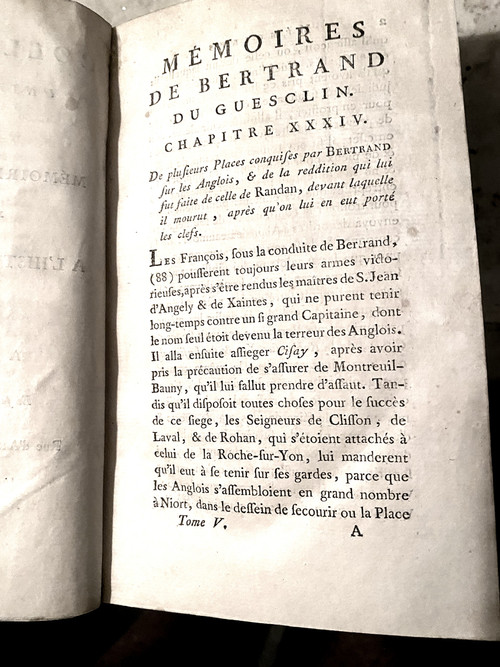 MÉMOIRES
DE BERTRAND
DU GUESCLIN.
CHAPITRE XXXIV.
De pluſieurs Places conquiſes par BERTRAND
ſur les Anglois, & de la reddition qui lui
fut faite de celle de Randan, devant laquelle
il mourut, après qu'on lui en eut porté
les clefs.
LES François, ſous la conduite de Bertrand,
(88) pouſſerent toujours leurs armes victo-
rieuſes, après s'être rendus les maîtres de S. Jean
d'Angely & de Xaintes, qui ne purent tenir
long-temps contre un ſi grand Capitaine, dont
le nom ſeul étoit devenu la terreur des Anglois.
Il alla enſuite aſſieger Ciſay, après avoir
pris la précaution de s'aſſurer de Montreuil-
Bauny, qu'il lui fallut prendre d'aſſaut. Tan-
dis qu'il diſpoſoit toutes choſes pour le ſuccès
de ce ſiege, les Seigneurs de Cliſſon, de
Laval, & de Rohan, qui s'étoient attachés à
celui de la Roche-ſur-Yon, lui manderent
qu'il eut à ſe tenir ſur ſes gardes, parce que
les Anglois s'aſſembloient en grand nombre
à Niort, dans le deſſein de ſecourir ou la Place
Tome V.
A